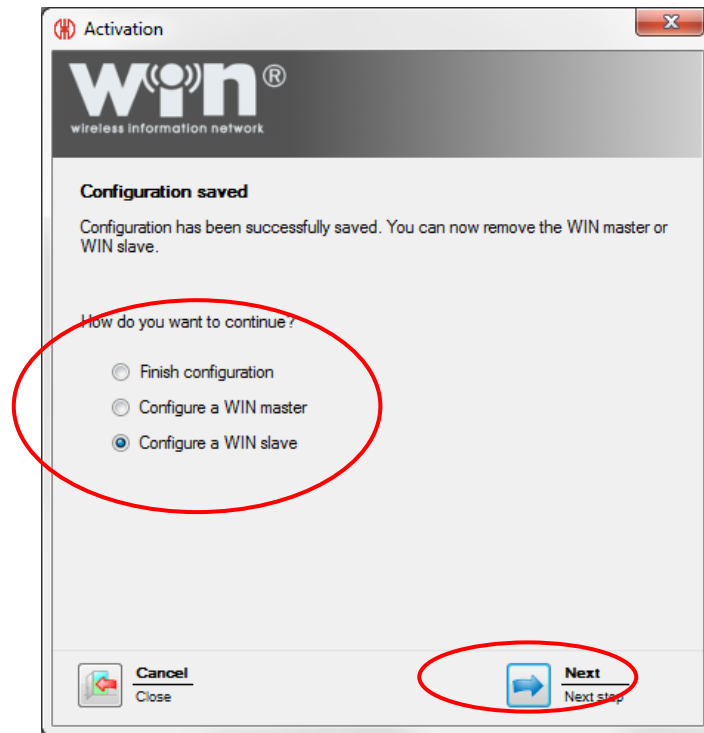 Activation
WIN®
wireless information network
Configuration saved
Configuration has been successfully saved. You can now remove the WIN master or
WIN slave.
How do you want to continue?
Finish configuration
Configure a WIN master
Configure a WIN slave
Cancel
Close
Next
Next step